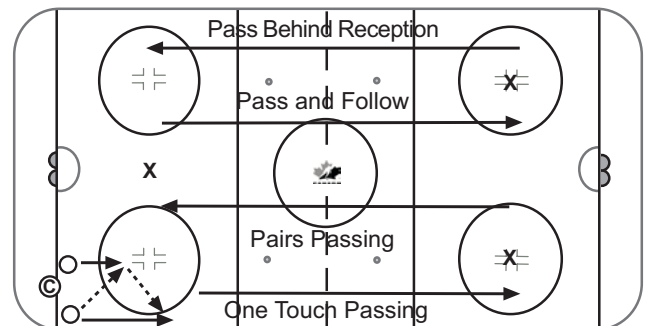 Pass Behind Reception
X
Pass and Follow
X
Pairs Passing
X
©
One Touch Passing